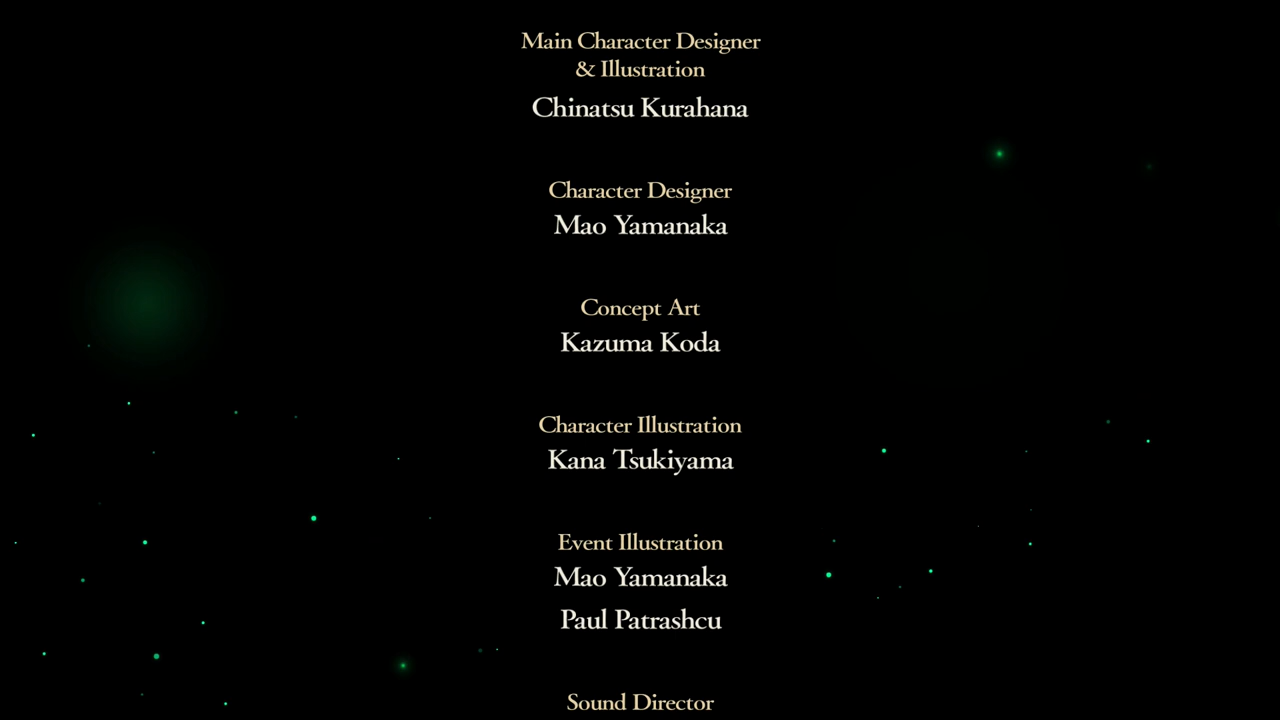 Main Character Designer
& Illustration
Chinatsu Kurahana
Character Designer
Mao Yamanaka
Concept Art
Kazuma Koda
Character Illustration
Kana Tsukiyama
Event Illustration
Mao Yamanaka
Paul Patrashcu
Sound Director